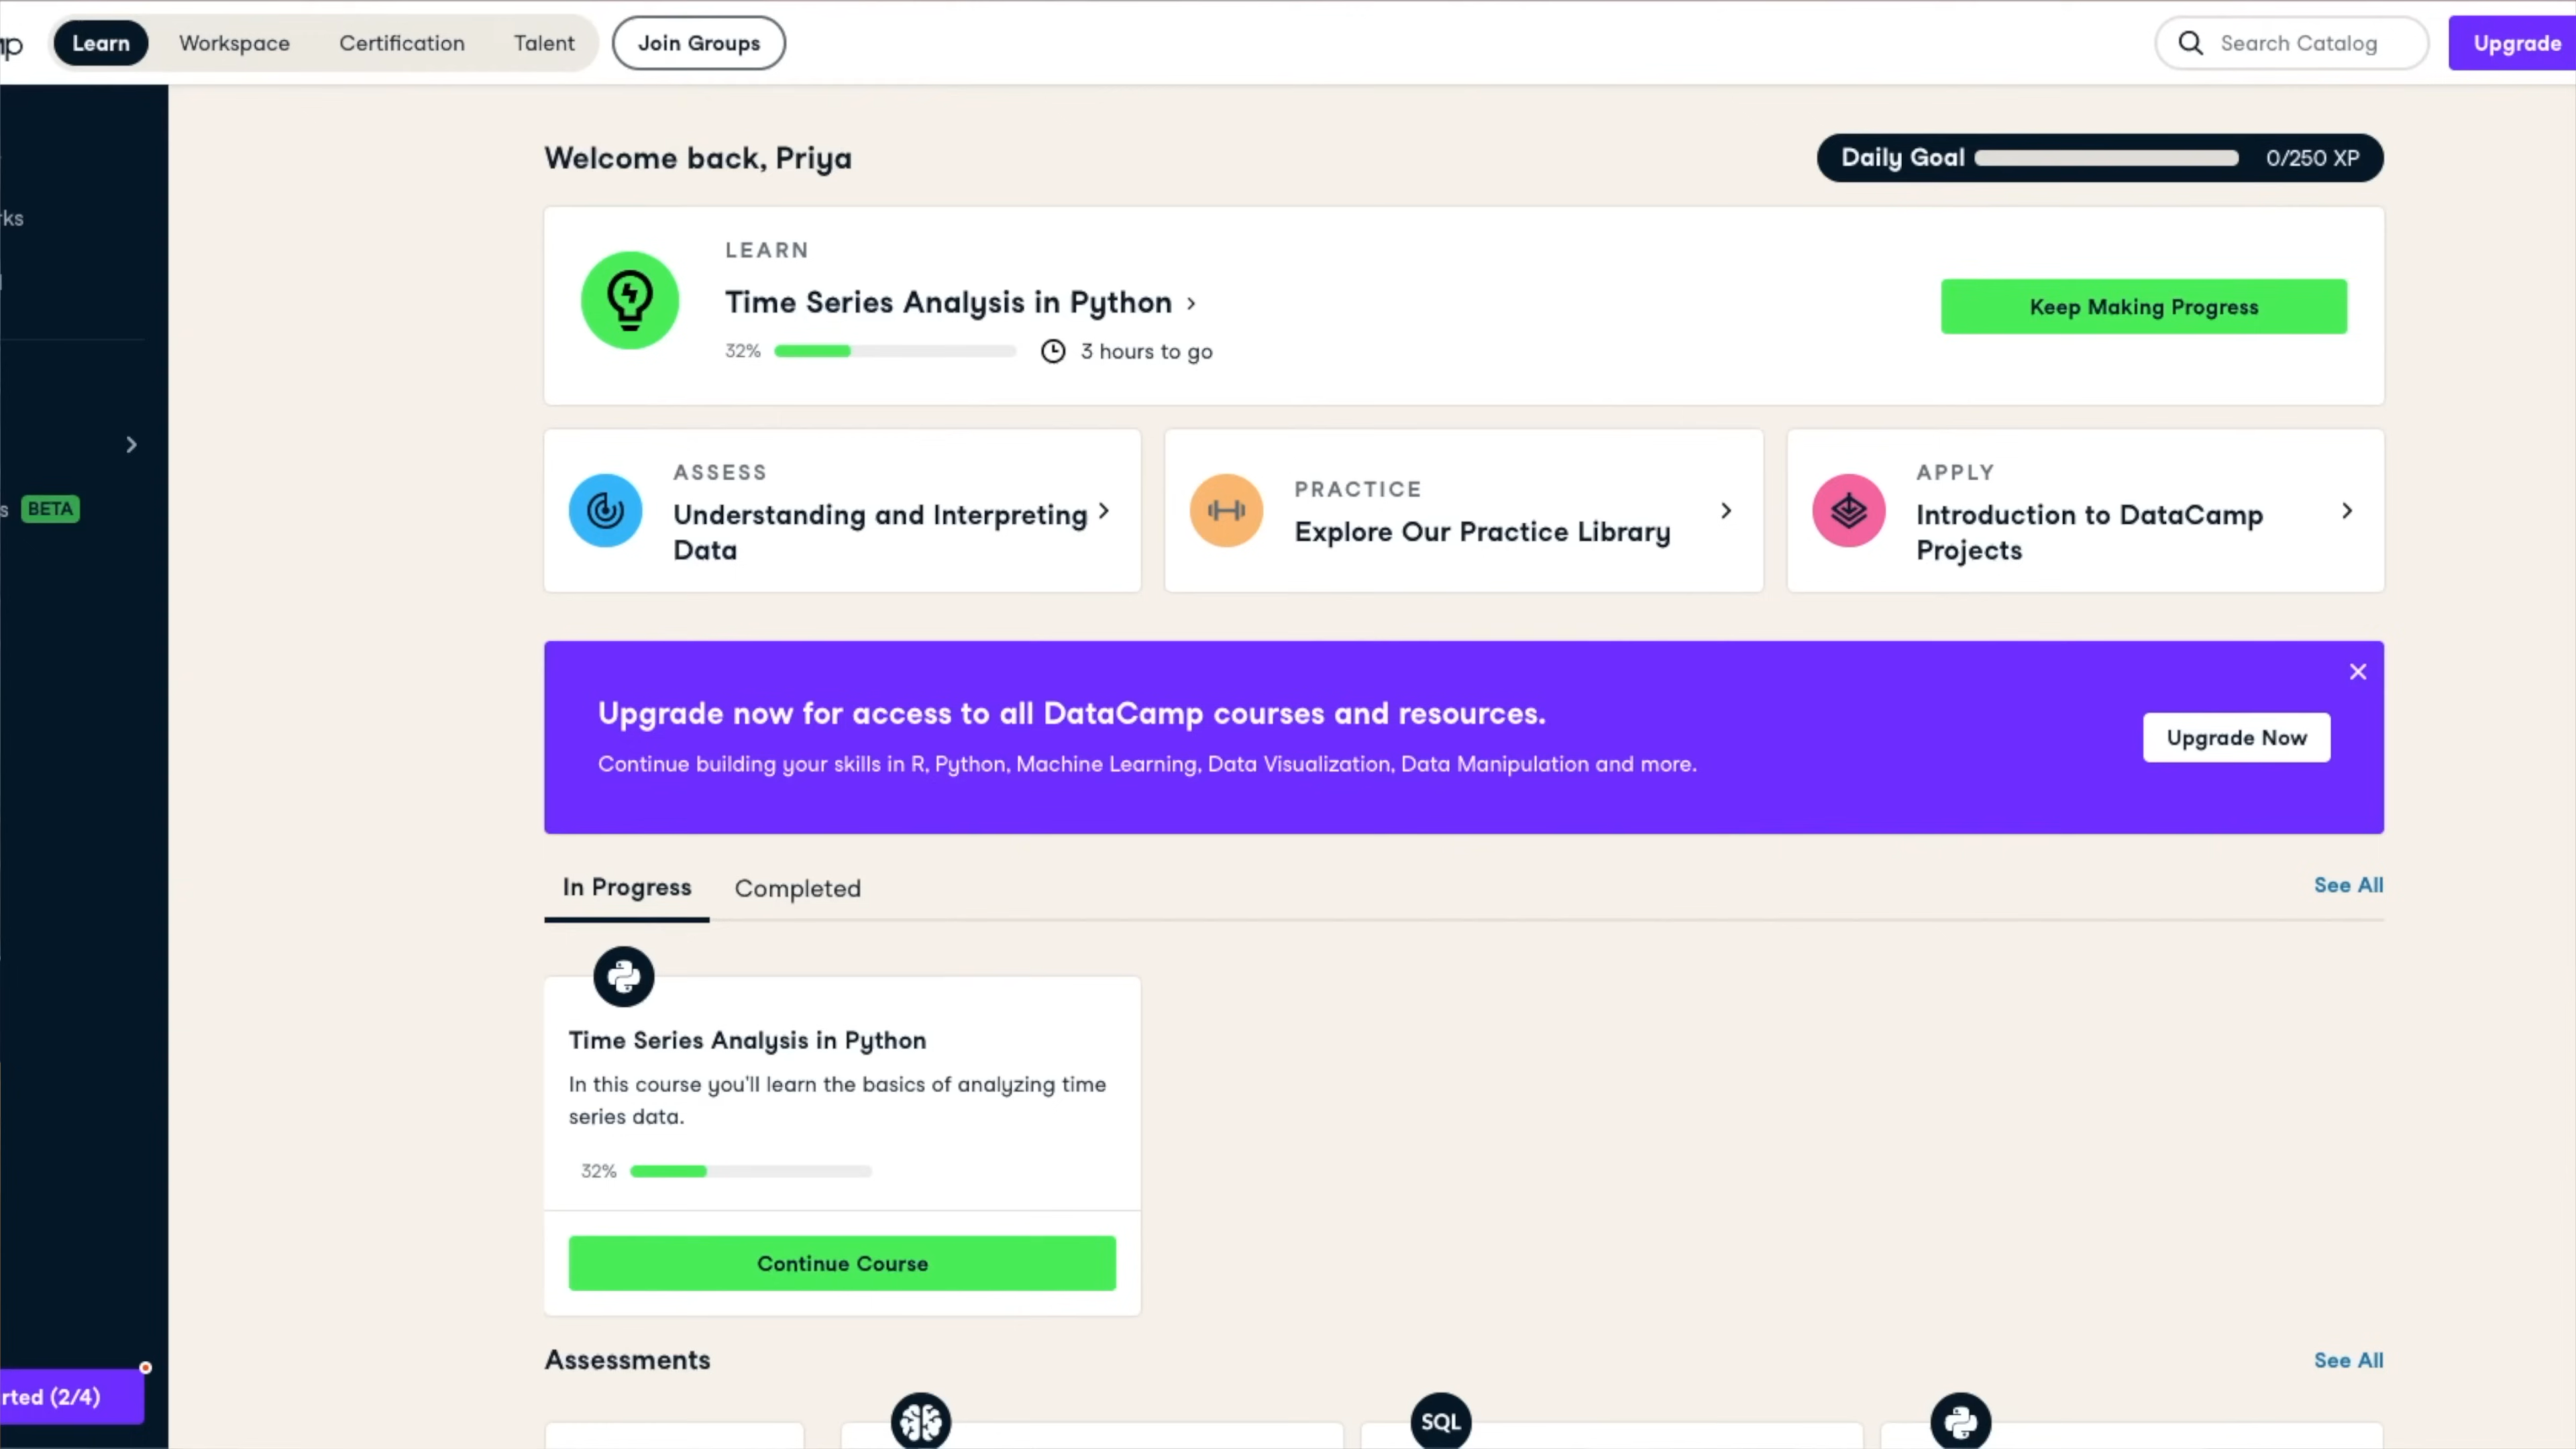 Learn
Workspace
Certification
Talent
Join Groups
Search Catalog
Upgrade
Welcome back, Priya
Daily Goal
0/250 XP
LEARN
Time Series Analysis in Python
32%
3 hours to go
Keep Making Progress
ASSESS
Understanding and Interpreting
Data
PRACTICE
Explore Our Practice Library
APPLY
Introduction to DataCamp
Projects
BETA
Upgrade now for access to all DataCamp courses and resources.
Continue building your skills in R, Python, Machine Learning, Data Visualization, Data Manipulation and more.
Upgrade Now
In Progress
Completed
See All
Time Series Analysis in Python
In this course you'll learn the basics of analyzing time
series data.
32%
Continue Course
Assessments
See All
(2/4)
SQL